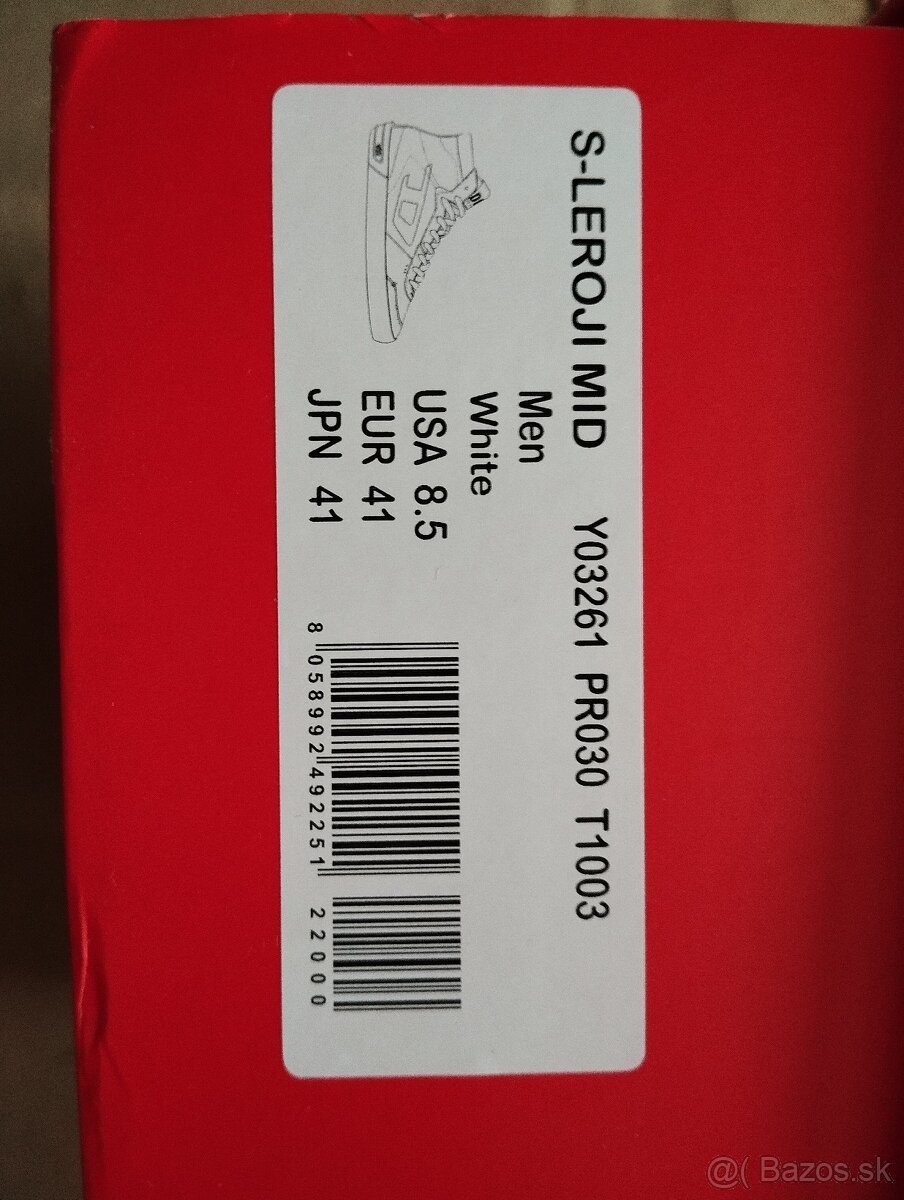 S-LEROJI MID Y03261 PR030 T1003
Men
White
USA 8.5
EUR 41
JPN 41
8 058992 492251 22000
@( Bazos.sk